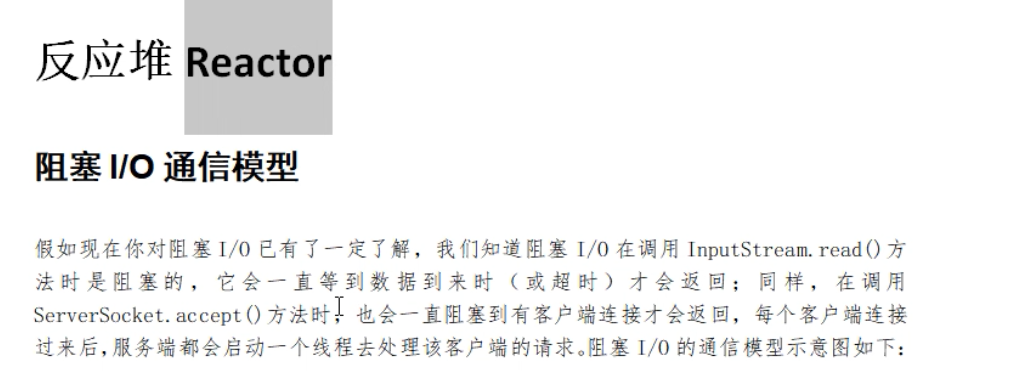 反应堆 Reactor
阻塞 I/O 通信模型
假如现在你对阻塞 I/O 已有了一定了解，我们知道阻塞 I/O 在调用 InputStream.read()方
法时是阻塞的，它会一直等到数据到来时（或超时）才会返回；同样，在调用
ServerSocket.accept()方法时，也会一直阻塞到有客户端连接才会返回，每个客户端连接
过来后,服务端都会启动一个线程去处理该客户端的请求。阻塞 I/O 的通信模型示意图如下：